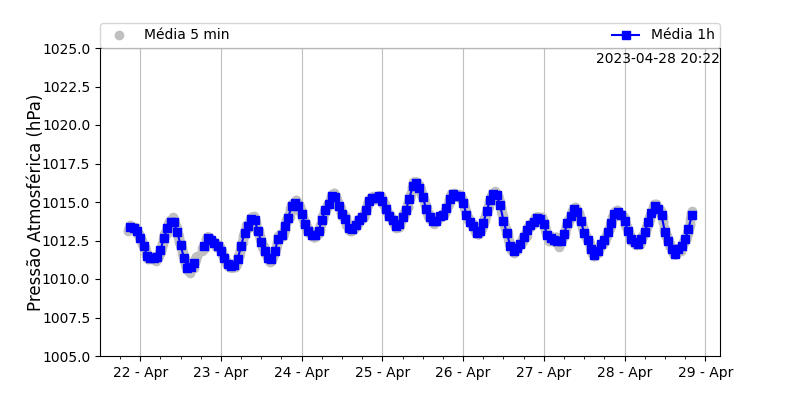 Média 5 min
Média 1h
2023-04-28 20:22
Pressão Atmosférica (hPa)
1025.0
1022.5
1020.0
1017.5
1015.0
1012.5
1010.0
1007.5
1005.0
22 - Apr
23 - Apr
24 - Apr
25 - Apr
26 - Apr
27 - Apr
28 - Apr
29 - Apr